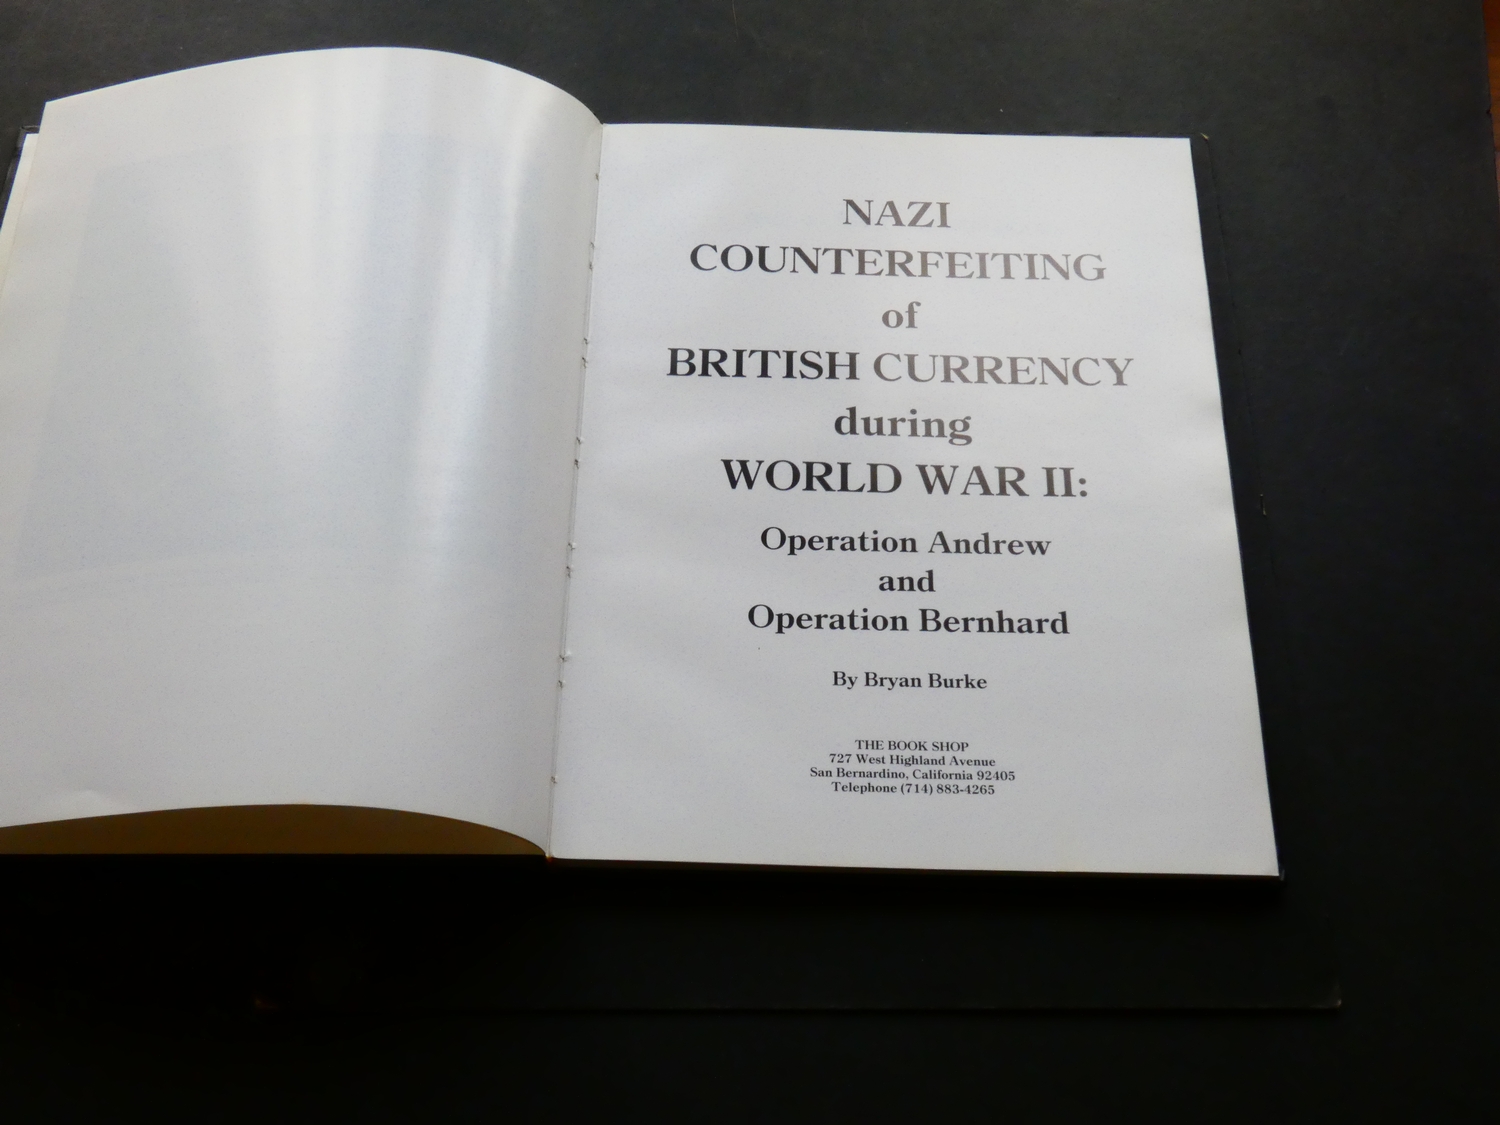 NAZI
COUNTERFEITING
of
BRITISH CURRENCY
during
WORLD WAR II:
Operation Andrew
and
Operation Bernhard
By Bryan Burke
THE BOOK SHOP
727 West Highland Avenue
San Bernardino, California 92405
Telephone (714) 883-4265